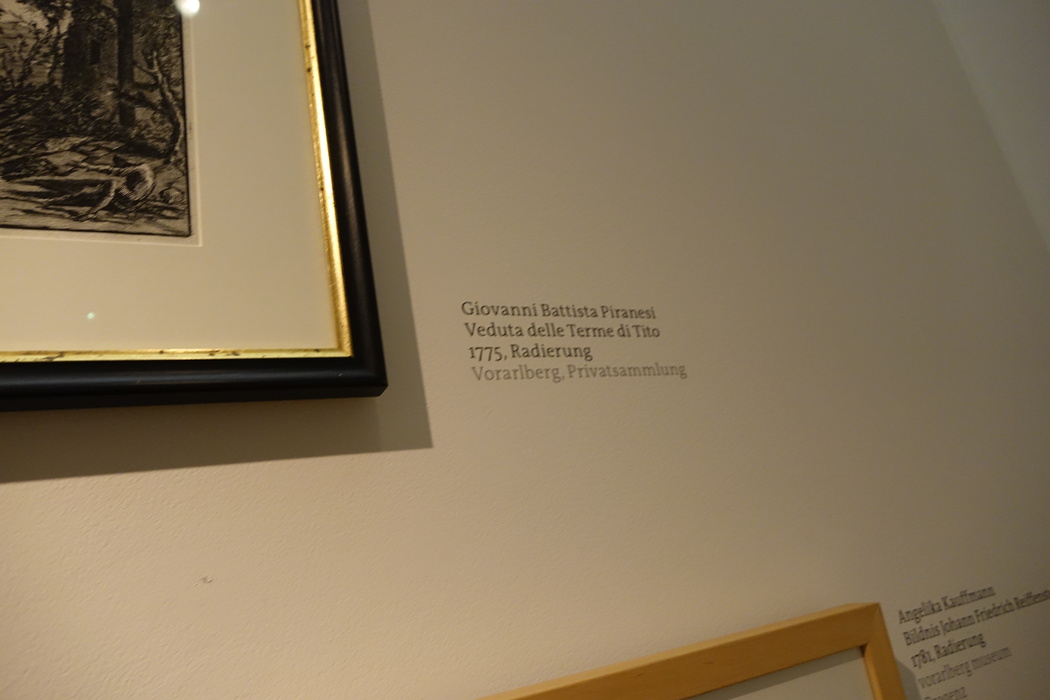 Giovanni Battista Piranesi
Veduta delle Terme di Tito
1775, Radierung
Vorarlberg, Privatsammlung
Angelika Kauffmann
Bildnis Johann Friedrich
1781, Radierung
vorarlberg museum